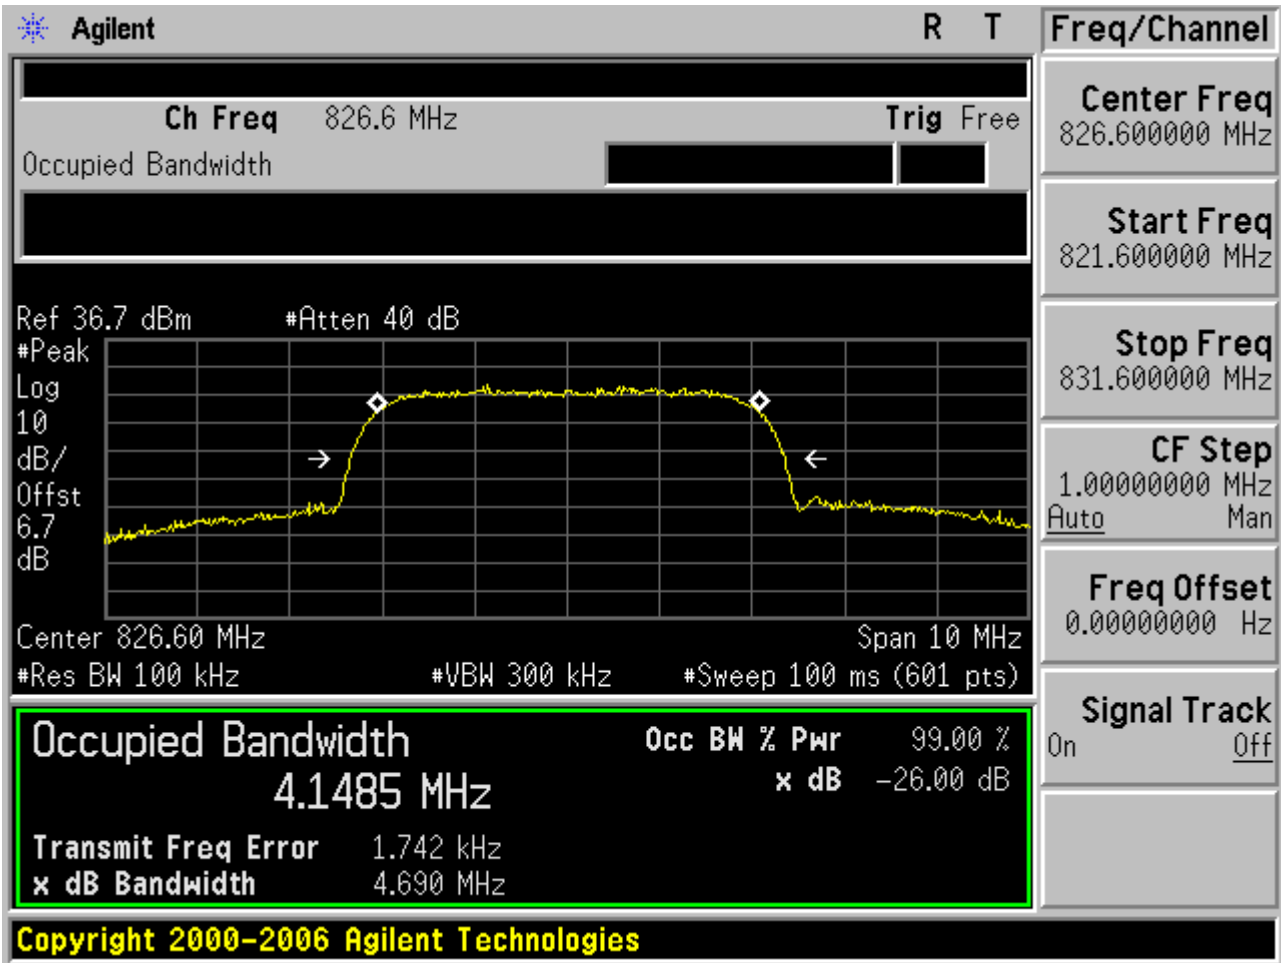 Agilent R T
Ch Freq 826.6 MHz Trig Free
Occupied Bandwidth
Ref 36.7 dBm #Atten 40 dB
#Peak
Log
10
dB/
Offst
6.7
dB
Center 826.60 MHz Span 10 MHz
#Res BW 100 kHz #VBW 300 kHz #Sweep 100 ms (601 pts)
Occupied Bandwidth Occ BW % Pwr 99.00 %
4.1485 MHz x dB -26.00 dB
Transmit Freq Error 1.742 kHz
x dB Bandwidth 4.690 MHz
Copyright 2000-2006 Agilent Technologies
Freq/Channel
Center Freq
826.600000 MHz
Start Freq
821.600000 MHz
Stop Freq
831.600000 MHz
CF Step
1.00000000 MHz
Auto Man
Freq Offset
0.00000000 Hz
Signal Track
On Off